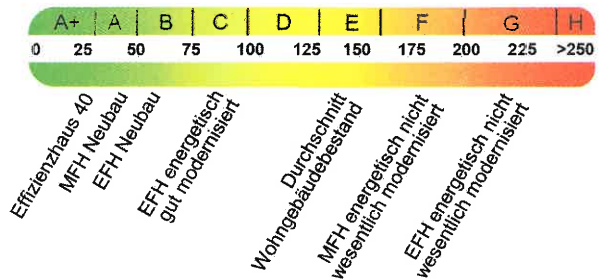 A+ A B C D E F G H
0 25 50 75 100 125 150 175 200 225 >250
Effizienzhaus 40
MFH Neubau
EFH Neubau
EFH energetisch
gut modernisiert
Durchschnitt
Wohngebäudebestand
MFH energetisch nicht
wesentlich modernisiert
EFH energetisch nicht
wesentlich modernisiert